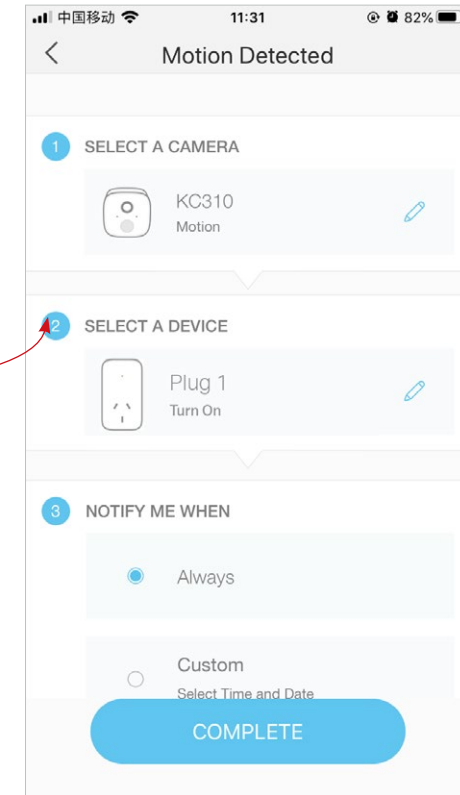 中国移动 11:31 82%
Motion Detected
1 SELECT A CAMERA
KC310
Motion
2 SELECT A DEVICE
Plug 1
Turn On
3 NOTIFY ME WHEN
Always
Custom
Select Time and Date
COMPLETE